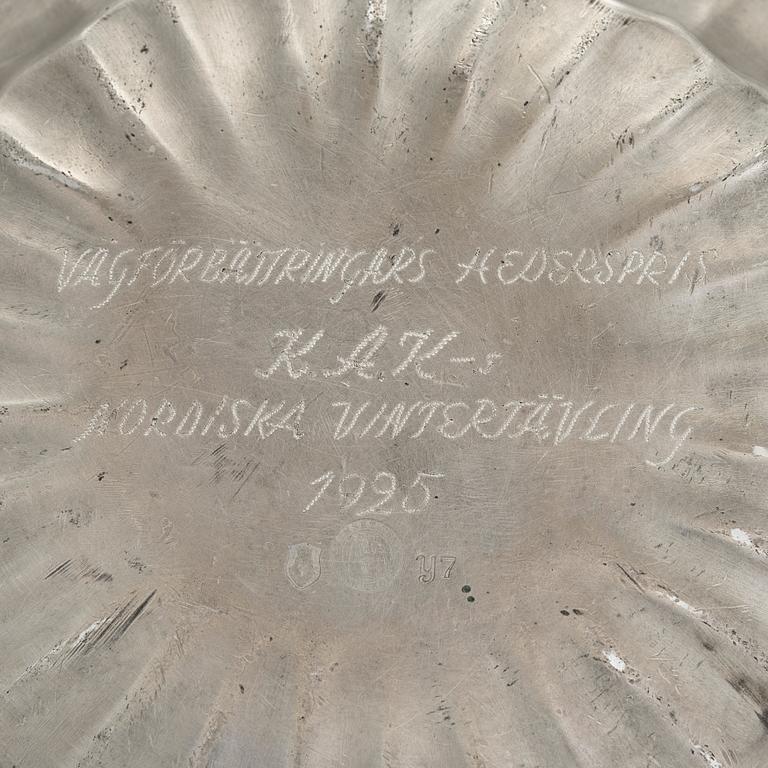 VÄGFÖRBÄTTRINGARS HEDERSPRIS
K.A.K-s
NORDISKA VINTERTÄVLING
1925
Y7